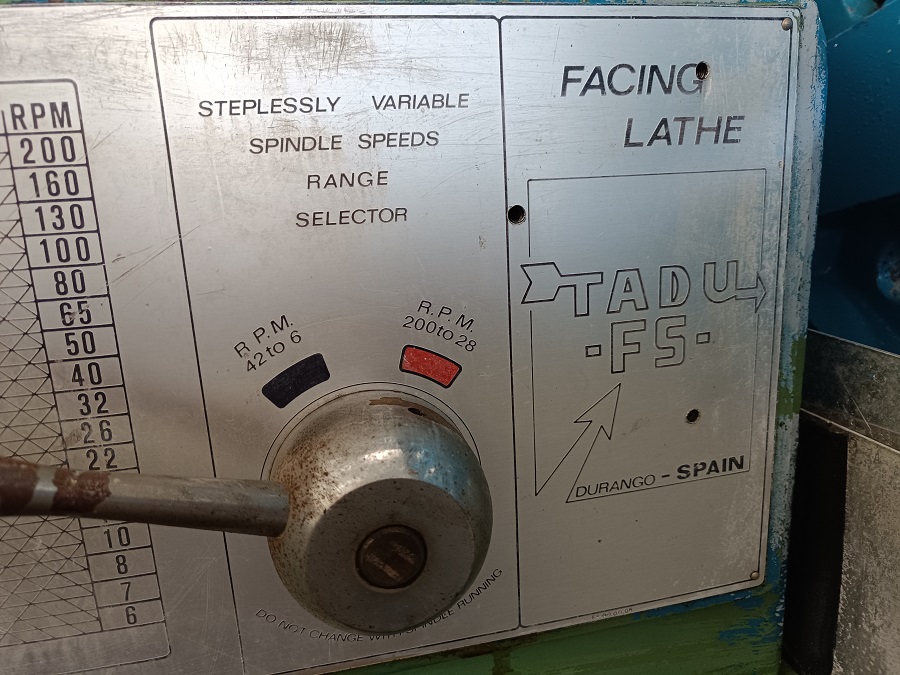 RPM
200
160
130
100
80
65
50
40
32
26
22
10
8
7
6
STEPLESSLY VARIABLE
SPINDLE SPEEDS
RANGE
SELECTOR
R.P.M.
42 to 6
R.P.M.
200 to 28
DO NOT CHANGE WITH SPINDLE RUNNING
FACING
LATHE
TADU
-FS-
DURANGO - SPAIN